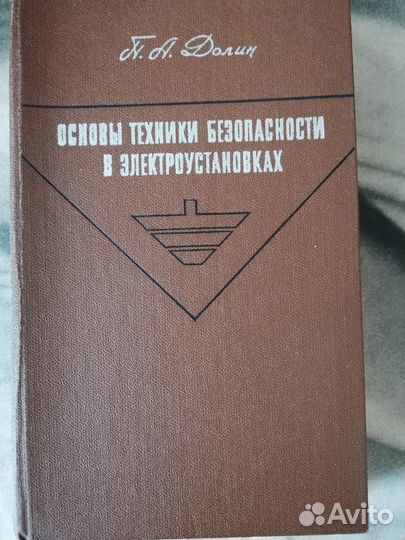 П. А. Долин
ОСНОВЫ ТЕХНИКИ БЕЗОПАСНОСТИ
В ЭЛЕКТРОУСТАНОВКАХ
Avito